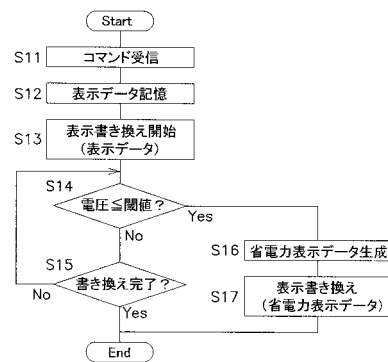 Start
S11 コマンド受信
S12 表示データ記憶
S13 表示書き換え開始
(表示データ)
S14
電圧≦閾値?
Yes
No
S15
書き換え完了?
No
Yes
S16 省電力表示データ生成
S17 表示書き換え
(省電力表示データ)
End